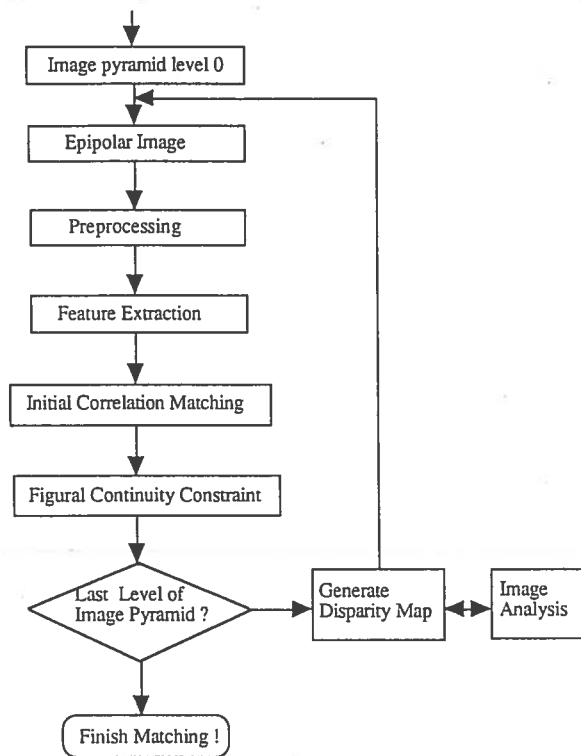 Image pyramid level 0
Epipolar Image
Preprocessing
Feature Extraction
Initial Correlation Matching
Figural Continuity Constraint
Last Level of
Image Pyramid ?
Generate
Disparity Map
Image
Analysis
Finish Matching !